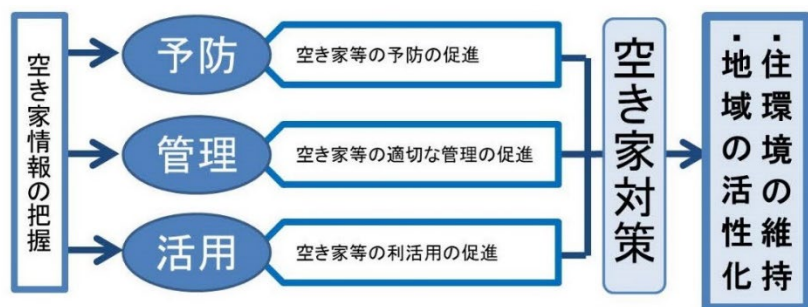 空き家情報の把握
予防
空き家等の予防の促進
管理
空き家等の適切な管理の促進
活用
空き家等の利活用の促進
空き家対策
・住環境の維持
・地域の活性化